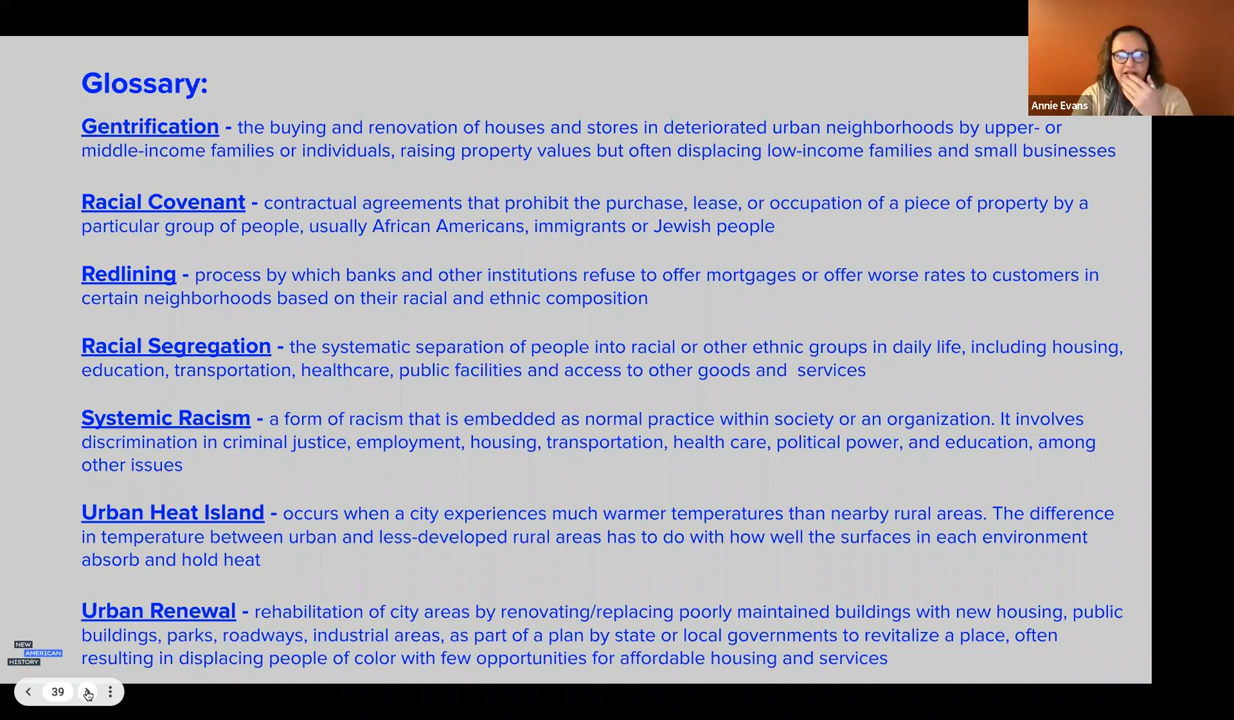 Glossary:
Gentrification - the buying and renovation of houses and stores in deteriorated urban neighborhoods by upper- or
middle-income families or individuals, raising property values but often displacing low-income families and small businesses
Racial Covenant - contractual agreements that prohibit the purchase, lease, or occupation of a piece of property by a
particular group of people, usually African Americans, immigrants or Jewish people
Redlining - process by which banks and other institutions refuse to offer mortgages or offer worse rates to customers in
certain neighborhoods based on their racial and ethnic composition
Racial Segregation - the systematic separation of people into racial or other ethnic groups in daily life, including housing,
education, transportation, healthcare, public facilities and access to other goods and  services
Systemic Racism - a form of racism that is embedded as normal practice within society or an organization. It involves
discrimination in criminal justice, employment, housing, transportation, health care, political power, and education, among
other issues
Urban Heat Island - occurs when a city experiences much warmer temperatures than nearby rural areas. The difference
in temperature between urban and less-developed rural areas has to do with how well the surfaces in each environment
absorb and hold heat
Urban Renewal - rehabilitation of city areas by renovating/replacing poorly maintained buildings with new housing, public
buildings, parks, roadways, industrial areas, as part of a plan by state or local governments to revitalize a place, often
resulting in displacing people of color with few opportunities for affordable housing and services
Annie Evans
NEW
AMERICAN
HISTORY
39